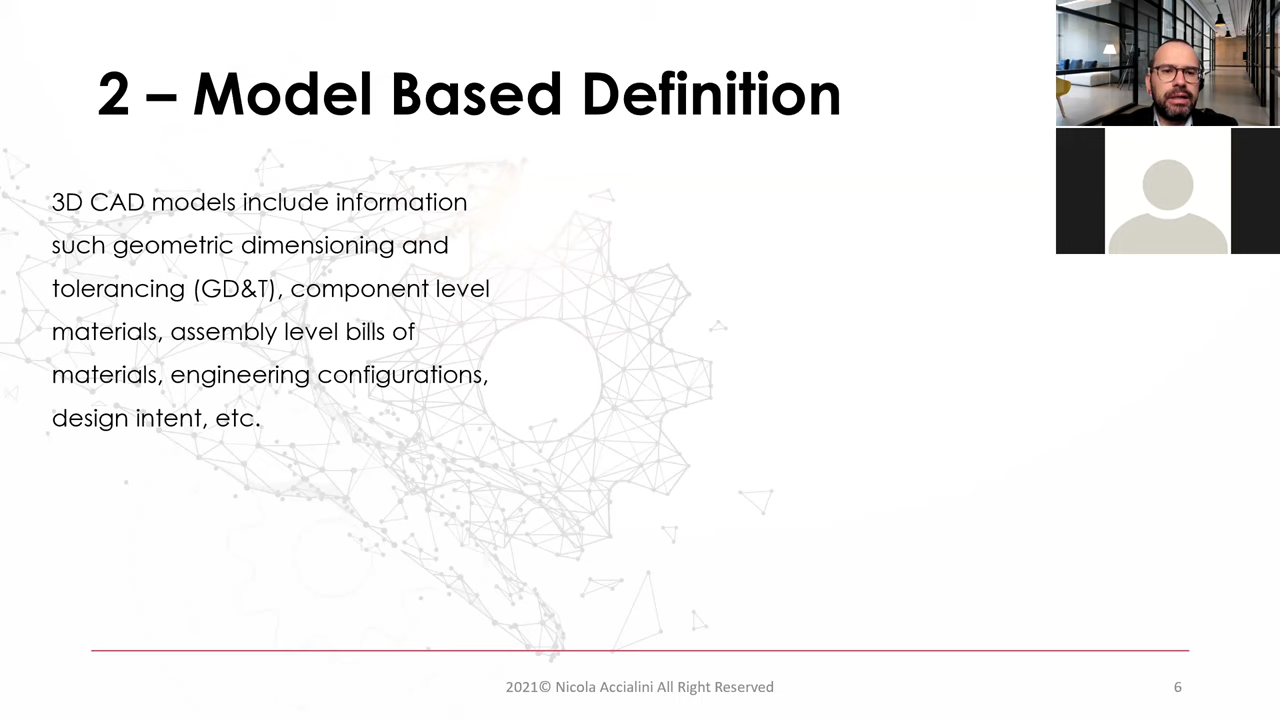 2 – Model Based Definition
3D CAD models include information
such geometric dimensioning and
tolerancing (GD&T), component level
materials, assembly level bills of
materials, engineering configurations,
design intent, etc.
2021© Nicola Accialini All Right Reserved
6